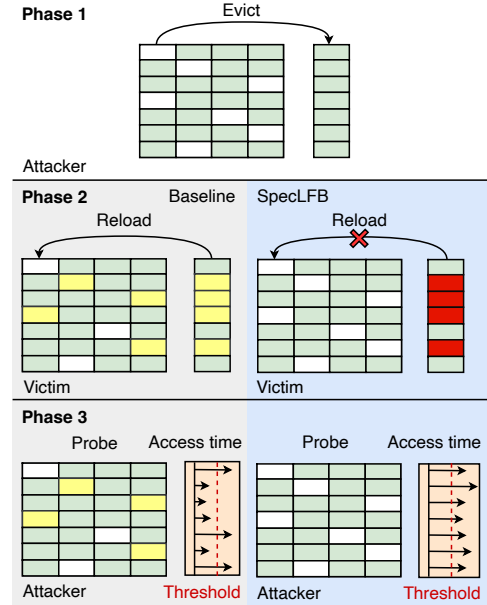 Phase 1
Evict
Attacker
Phase 2
Baseline
SpecLFB
Reload
Reload
Victim
Victim
Phase 3
Probe
Access time
Probe
Access time
Attacker
Threshold
Attacker
Threshold